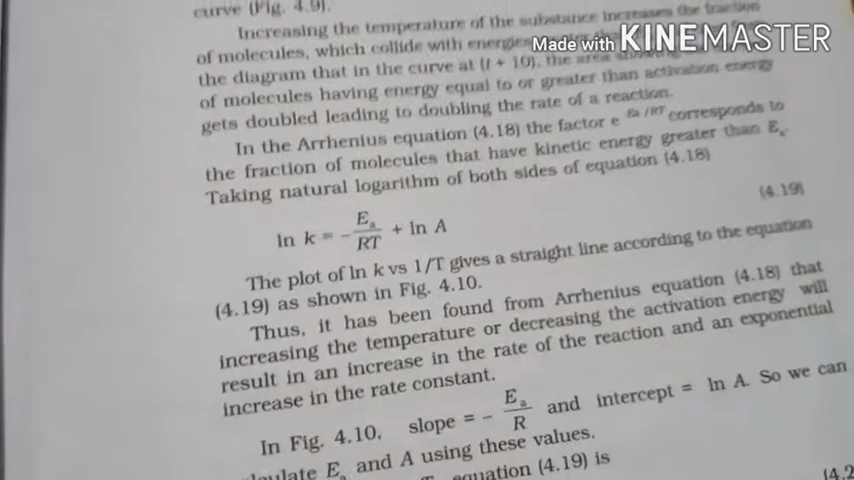 curve (Fig. 4.9).
Increasing the temperature of the substance increases the fraction
of molecules, which collide with energies
Made with KINEMASTER
the diagram that in the curve at (t + 10), the area showing
of molecules having energy equal to or greater than activation energy
gets doubled leading to doubling the rate of a reaction.
In the Arrhenius equation (4.18) the factor e Ea /RT corresponds to
the fraction of molecules that have kinetic energy greater than Ea.
Taking natural logarithm of both sides of equation (4.18)
ln k = - Ea/RT + ln A (4.19)
The plot of ln k vs 1/T gives a straight line according to the equation
(4.19) as shown in Fig. 4.10.
Thus, it has been found from Arrhenius equation (4.18) that
increasing the temperature or decreasing the activation energy will
result in an increase in the rate of the reaction and an exponential
increase in the rate constant.
In Fig. 4.10, slope = - Ea/R and intercept = ln A. So we can
Ea and A using these values.
equation (4.19) is